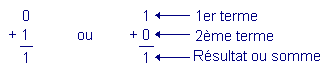 0 1 1er terme
+ 1 ou + 0 2ème terme
1 1 Résultat ou somme